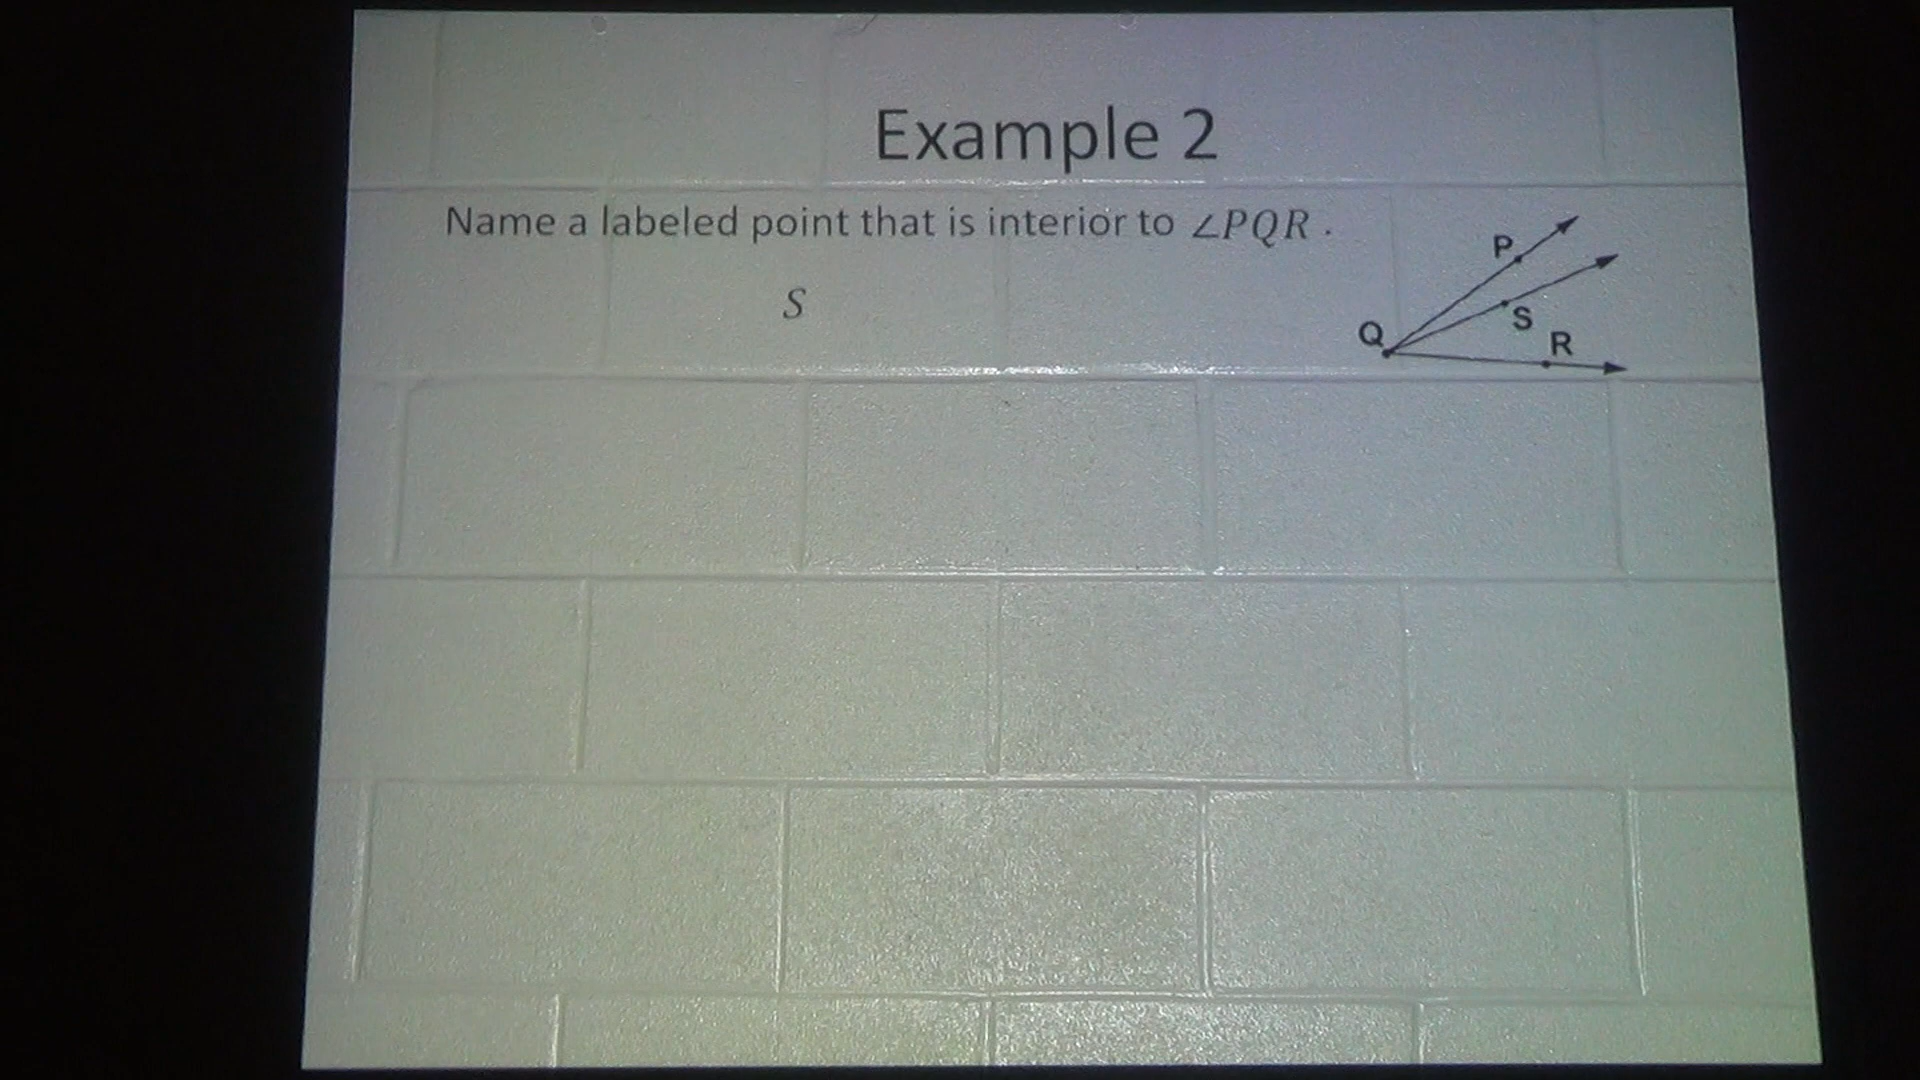 Example 2
Name a labeled point that is interior to ∠PQR .
S
P
S
Q
R